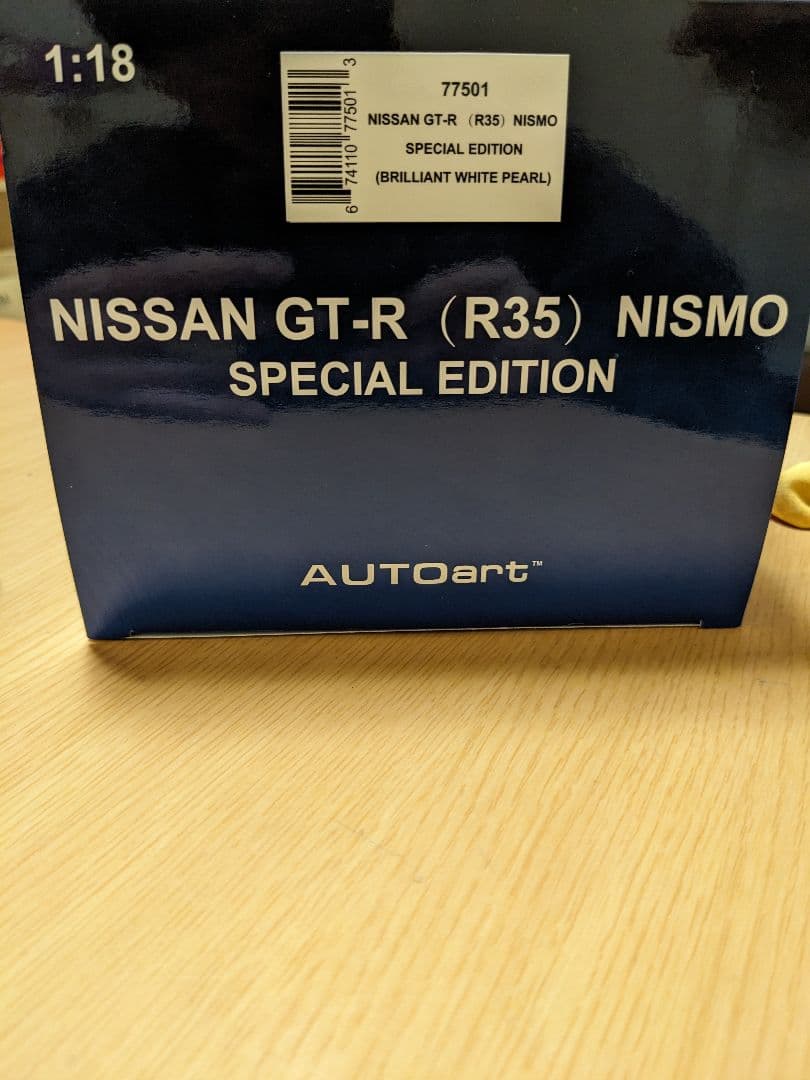 1:18
6 74110 77501 3
77501
NISSAN GT-R （R35） NISMO
SPECIAL EDITION
(BRILLIANT WHITE PEARL)
NISSAN GT-R （R35） NISMO
SPECIAL EDITION
AUTOart™